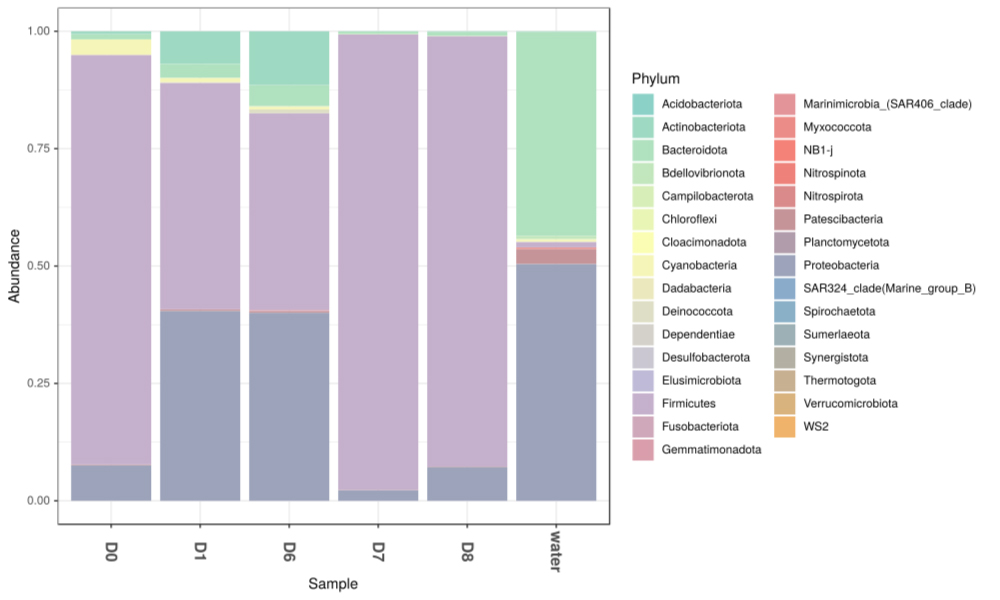 1.00
0.75
0.50
0.25
0.00
Abundance
D0
D1
D6
D7
D8
water
Sample
Phylum
Acidobacteriota
Actinobacteriota
Bacteroidota
Bdellovibrionota
Campilobacterota
Chloroflexi
Cloacimonadota
Cyanobacteria
Dadabacteria
Deinococcota
Dependentiae
Desulfobacterota
Elusimicrobiota
Firmicutes
Fusobacteriota
Gemmatimonadota
Marinimicrobia_(SAR406_clade)
Myxococcota
NB1-j
Nitrospinota
Nitrospirota
Patescibacteria
Planctomycetota
Proteobacteria
SAR324_clade(Marine_group_B)
Spirochaetota
Sumerlaeota
Synergistota
Thermotogota
Verrucomicrobiota
WS2